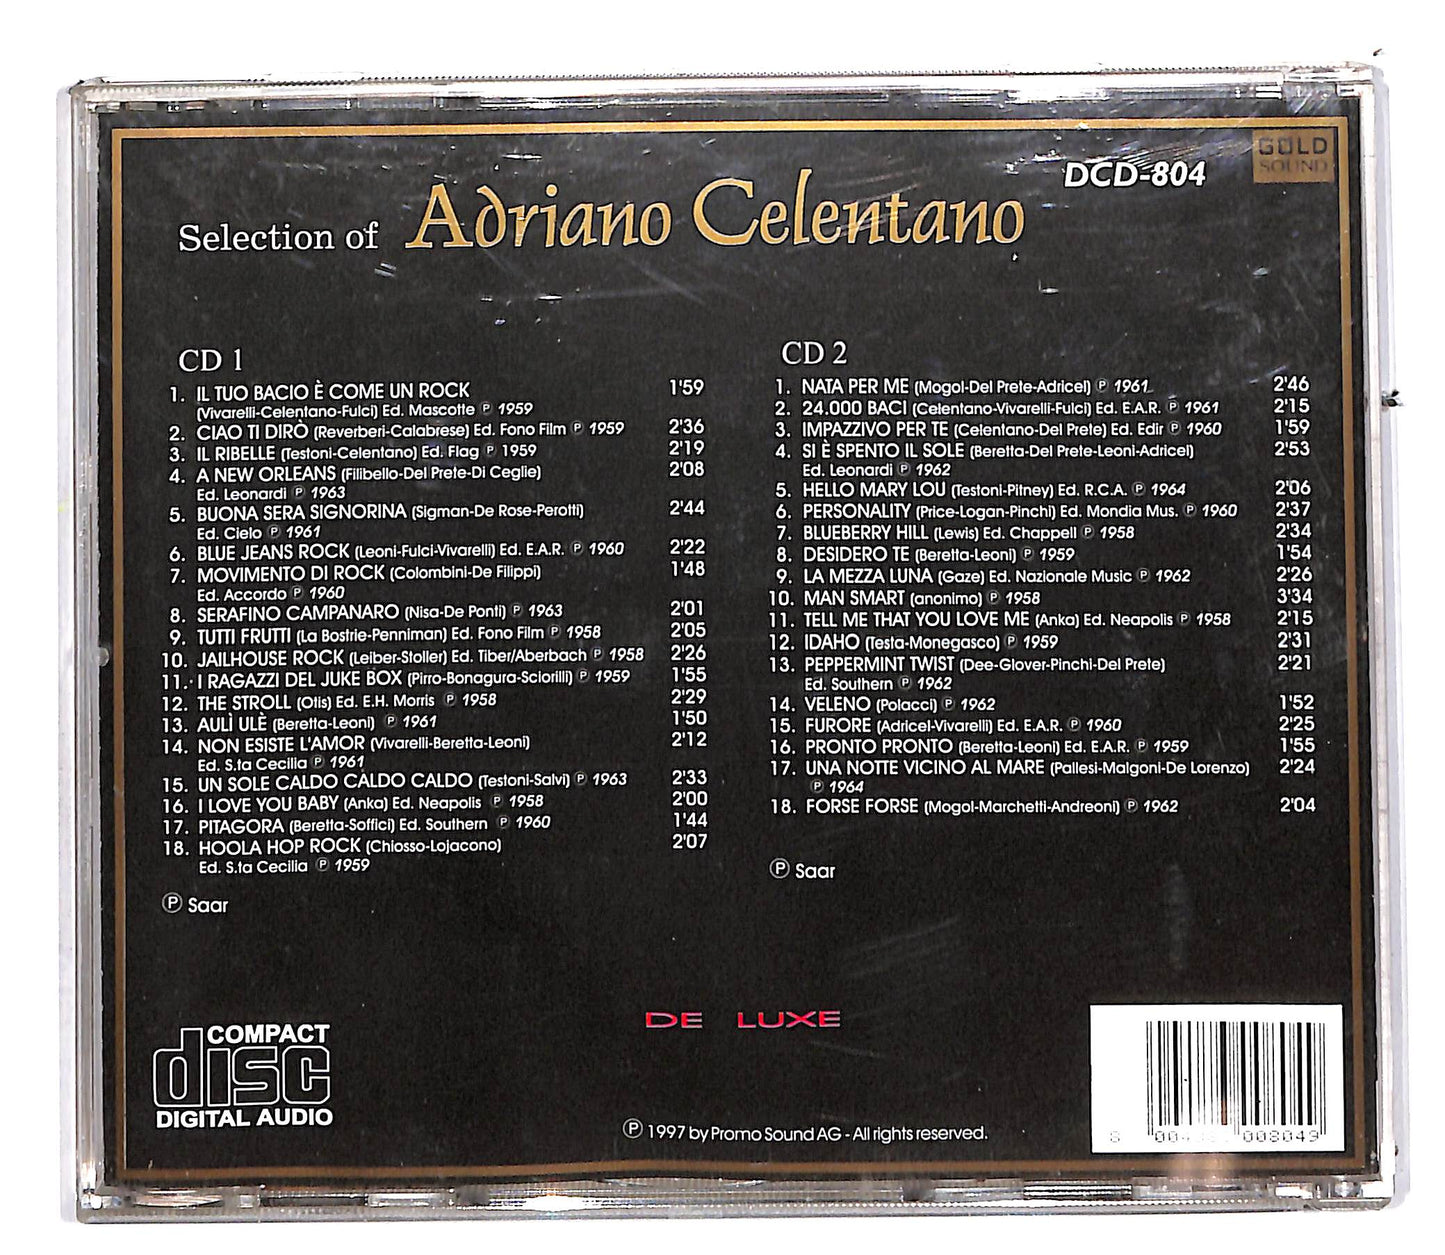 GOLD
SOUND
DCD-804
Selection of Adriano Celentano
CD 1
1. IL TUO BACIO È COME UN ROCK 1'59
(Vivarelli-Celentano-Fulci) Ed. Mascotte Ⓟ 1959
2. CIAO TI DIRÒ (Reverberi-Calabrese) Ed. Fono Film Ⓟ 1959 2'36
3. IL RIBELLE (Testoni-Celentano) Ed. Flag Ⓟ 1959 2'19
4. A NEW ORLEANS (Filibello-Del Prete-Di Ceglie) 2'08
Ed. Leonardi Ⓟ 1963
5. BUONA SERA SIGNORINA (Sigman-De Rose-Perotti) 2'44
Ed. Cielo Ⓟ 1961
6. BLUE JEANS ROCK (Leoni-Fulci-Vivarelli) Ed. E.A.R. Ⓟ 1960 2'22
7. MOVIMENTO DI ROCK (Colombini-De Filippi) 1'48
Ed. Accordo Ⓟ 1960
8. SERAFINO CAMPANARO (Nisa-De Ponti) Ⓟ 1963 2'01
9. TUTTI FRUTTI (La Bostrie-Penniman) Ed. Fono Film Ⓟ 1958 2'05
10. JAILHOUSE ROCK (Leiber-Stoller) Ed. Tiber/Aberbach Ⓟ 1958 2'26
11. I RAGAZZI DEL JUKE BOX (Pirro-Bonagura-Sciorilli) Ⓟ 1959 1'55
12. THE STROLL (Otis) Ed. E.H. Morris Ⓟ 1958 2'29
13. AULÌ ULÈ (Beretta-Leoni) Ⓟ 1961 1'50
14. NON ESISTE L'AMOR (Vivarelli-Beretta-Leoni) 2'12
Ed. S.ta Cecilia Ⓟ 1961
15. UN SOLE CALDO CALDO CALDO (Testoni-Salvi) Ⓟ 1963 2'33
16. I LOVE YOU BABY (Anka) Ed. Neapolis Ⓟ 1958 2'00
17. PITAGORA (Beretta-Soffici) Ed. Southern Ⓟ 1960 1'44
18. HOOLA HOP ROCK (Chiosso-Lojacono) 2'07
Ed. S.ta Cecilia Ⓟ 1959
Ⓟ Saar
CD 2
1. NATA PER ME (Mogol-Del Prete-Adricel) Ⓟ 1961 2'46
2. 24.000 BACI (Celentano-Vivarelli-Fulci) Ed. E.A.R. Ⓟ 1961 2'15
3. IMPAZZIVO PER TE (Celentano-Del Prete) Ed. Edir Ⓟ 1960 1'59
4. SI È SPENTO IL SOLE (Beretta-Del Prete-Leoni-Adricel) 2'53
Ed. Leonardi Ⓟ 1962
5. HELLO MARY LOU (Testoni-Pitney) Ed. R.C.A. Ⓟ 1964 2'06
6. PERSONALITY (Price-Logan-Pinchi) Ed. Mondia Mus. Ⓟ 1960 2'37
7. BLUEBERRY HILL (Lewis) Ed. Chappell Ⓟ 1958 2'34
8. DESIDERO TE (Beretta-Leoni) Ⓟ 1959 1'54
9. LA MEZZA LUNA (Gaze) Ed. Nazionale Music Ⓟ 1962 2'26
10. MAN SMART (anonimo) Ⓟ 1958 3'34
11. TELL ME THAT YOU LOVE ME (Anka) Ed. Neapolis Ⓟ 1958 2'15
12. IDAHO (Testa-Monegasco) Ⓟ 1959 2'31
13. PEPPERMINT TWIST (Dee-Glover-Pinchi-Del Prete) 2'21
Ed. Southern Ⓟ 1962
14. VELENO (Polacci) Ⓟ 1962 1'52
15. FURORE (Adricel-Vivarelli) Ed. E.A.R. Ⓟ 1960 2'25
16. PRONTO PRONTO (Beretta-Leoni) Ed. E.A.R. Ⓟ 1959 1'55
17. UNA NOTTE VICINO AL MARE (Pallesi-Malgoni-De Lorenzo) 2'24
Ⓟ 1964
18. FORSE FORSE (Mogol-Marchetti-Andreoni) Ⓟ 1962 2'04
Ⓟ Saar
DE LUXE
COMPACT
disc
DIGITAL AUDIO
Ⓟ 1997 by Promo Sound AG - All rights reserved.
8 008049